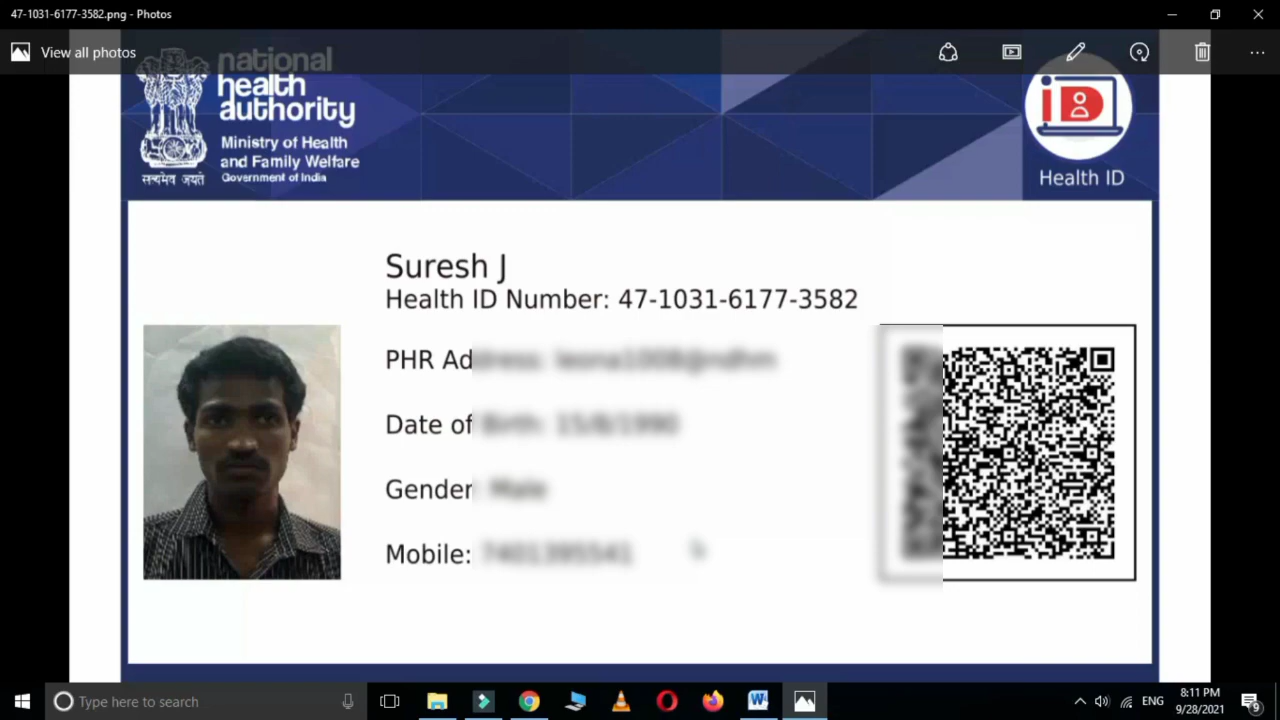 47-1031-6177-3582.png - Photos
View all photos
national
health
authority
Ministry of Health
and Family Welfare
Government of India
सत्यमेव जयते
Health ID
Suresh J
Health ID Number: 47-1031-6177-3582
PHR Ad
Date of
Gender
Mobile:
Type here to search
ENG
8:11 PM
9/28/2021
9